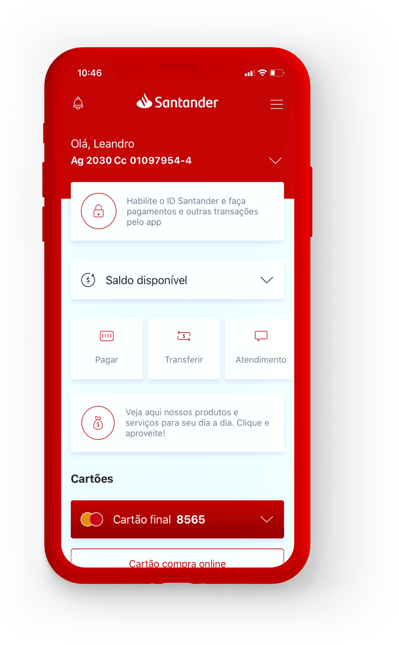 10:46
Santander
Olá, Leandro
Ag 2030 Cc 01097954-4
Habilite o ID Santander e faça
pagamentos e outras transações
pelo app
Saldo disponível
Pagar
Transferir
Atendimento
Veja aqui nossos produtos e
serviços para seu dia a dia. Clique e
aproveite!
Cartões
Cartão final 8565
Cartão compra online